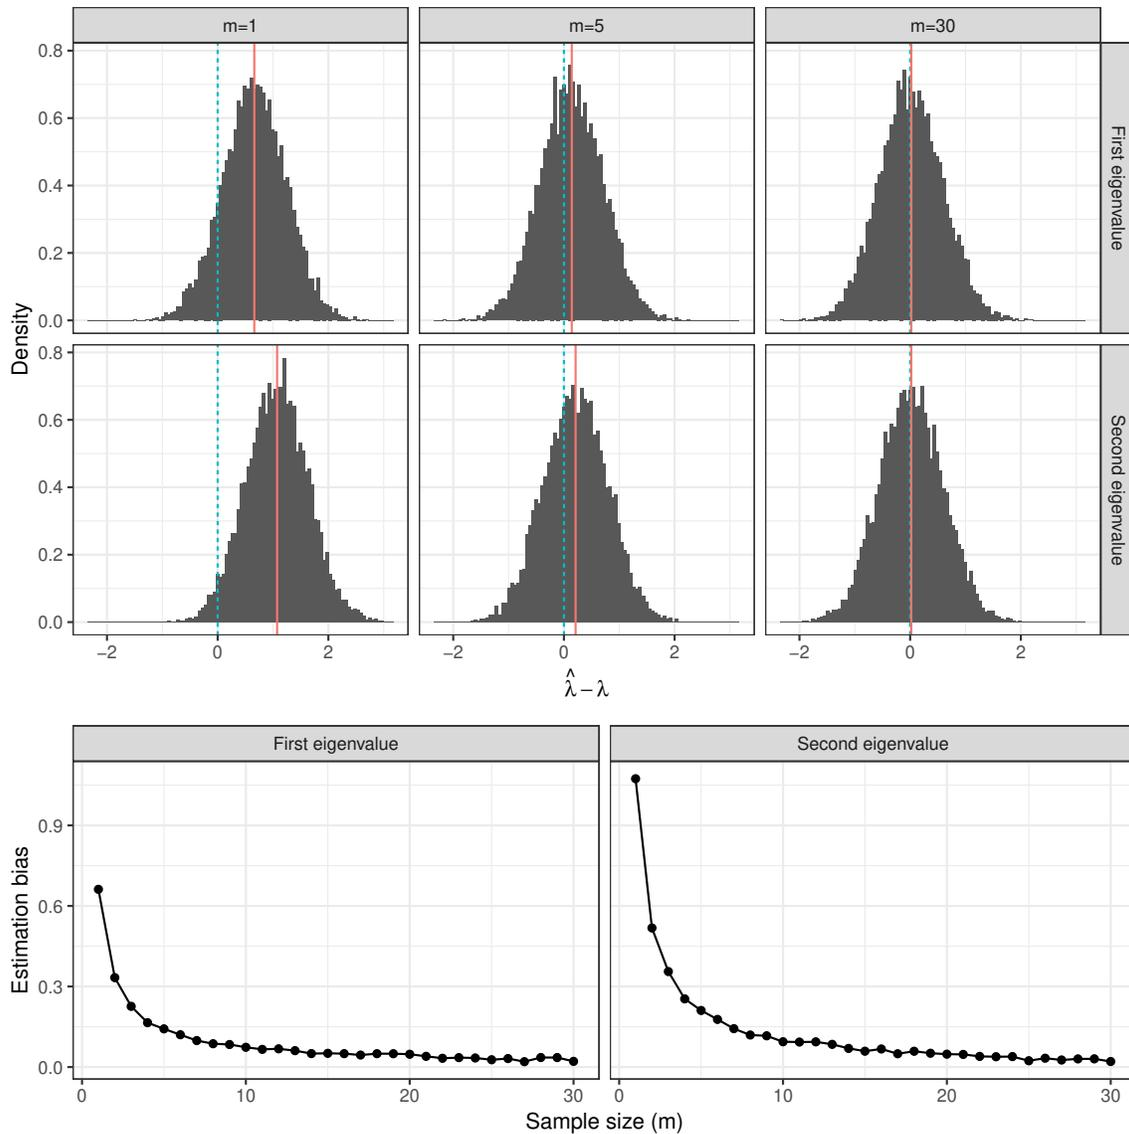 m=1 m=5 m=30
0.8
0.6
0.4
0.2
0.0
First eigenvalue
Density
0.8
0.6
0.4
0.2
0.0
Second eigenvalue
−2 0 2 −2 0 2 −2 0 2
λ̂ − λ
First eigenvalue Second eigenvalue
0.9
0.6
0.3
0.0
Estimation bias
0 10 20 30 0 10 20 30
Sample size (m)